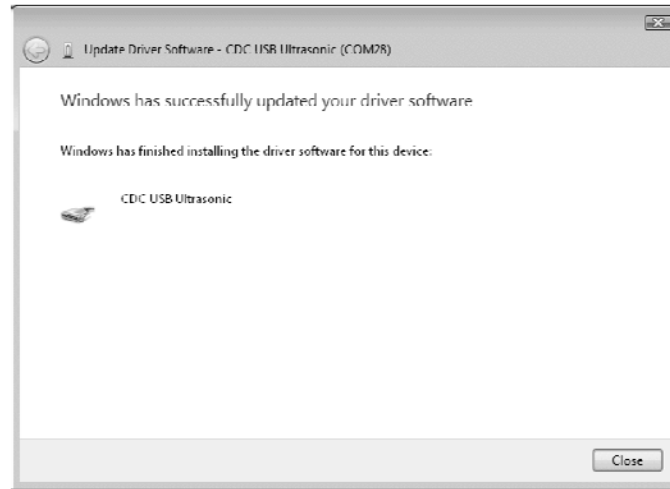 Update Driver Software - CDC USB Ultrasonic (COM28)
Windows has successfully updated your driver software
Windows has finished installing the driver software for this device:
CDC USB Ultrasonic
Close